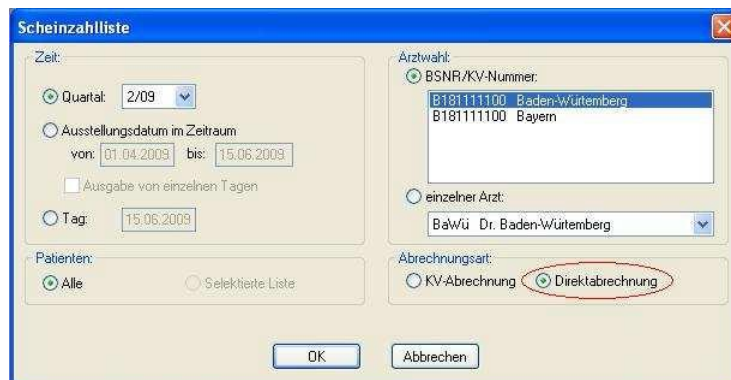 Scheinzahlliste
Zeit:
Quartal: 2/09
Ausstellungsdatum im Zeitraum
von: 01.04.2009 bis: 15.06.2009
Ausgabe von einzelnen Tagen
Tag: 15.06.2009
Arztwahl:
BSNR/KV-Nummer:
B181111100 Baden-Würtemberg
B181111100 Bayern
einzelner Arzt:
BaWü Dr. Baden-Würtemberg
Patienten:
Alle Selektierte Liste
Abrechnungsart:
KV-Abrechnung Direktabrechnung
OK Abbrechen